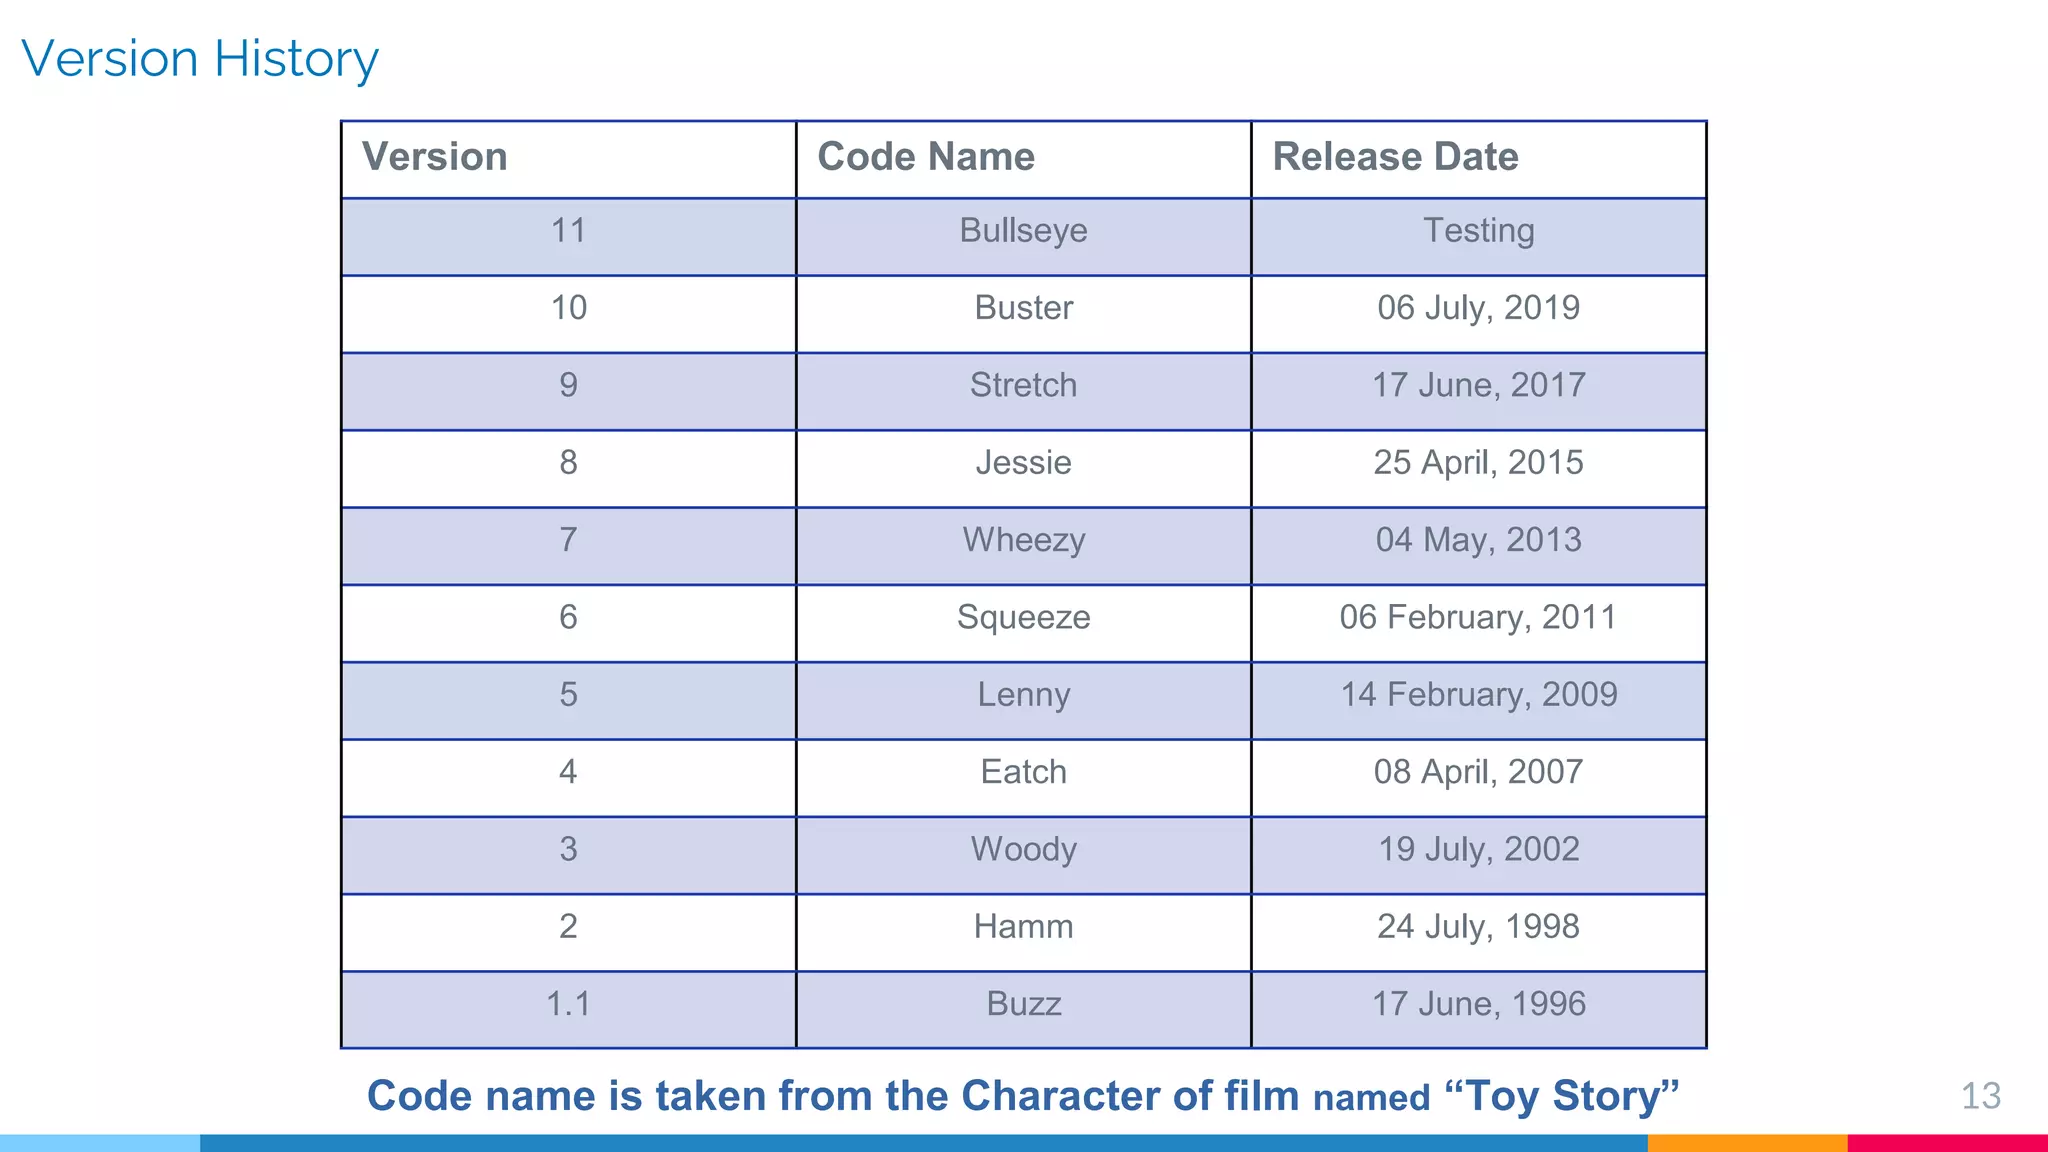 Version History
Version Code Name Release Date
11 Bullseye Testing
10 Buster 06 July, 2019
9 Stretch 17 June, 2017
8 Jessie 25 April, 2015
7 Wheezy 04 May, 2013
6 Squeeze 06 February, 2011
5 Lenny 14 February, 2009
4 Eatch 08 April, 2007
3 Woody 19 July, 2002
2 Hamm 24 July, 1998
1.1 Buzz 17 June, 1996
Code name is taken from the Character of film named “Toy Story”
13